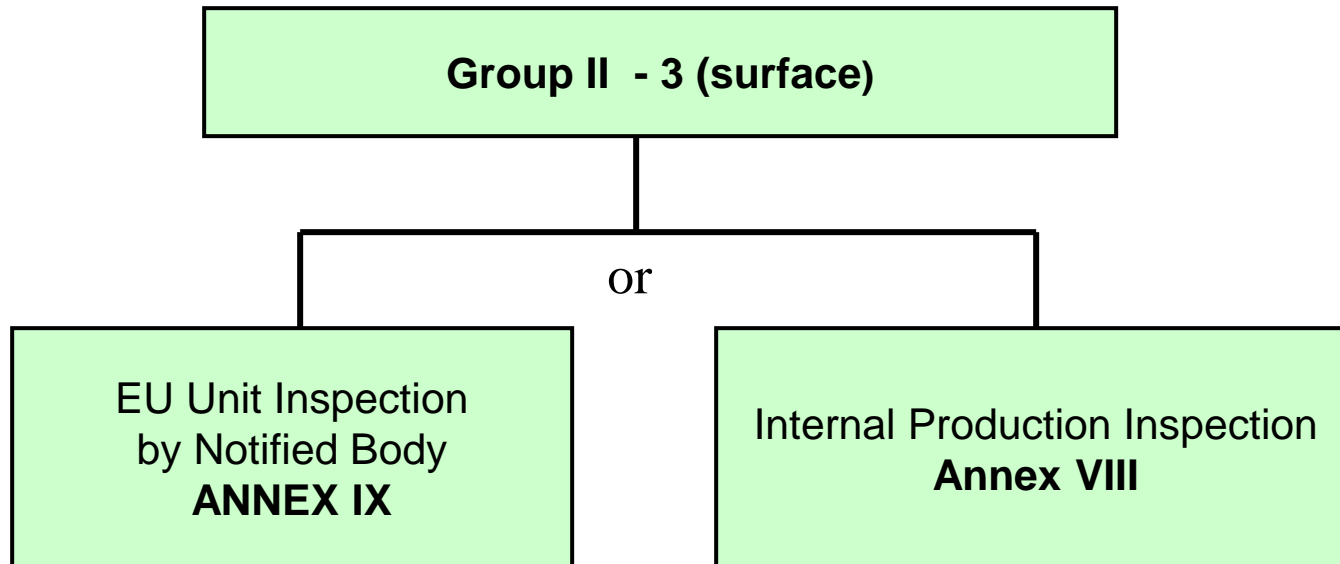 Group II - 3 (surface)
or
EU Unit Inspection
by Notified Body
ANNEX IX
Internal Production Inspection
Annex VIII